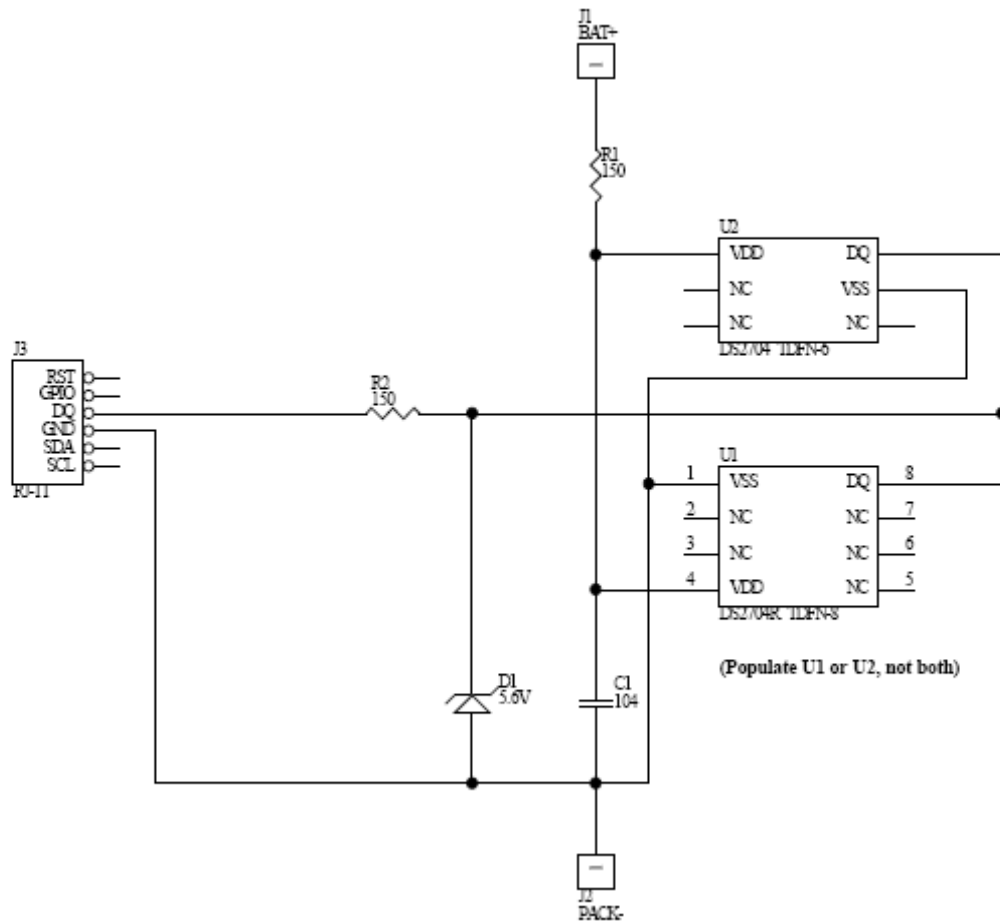 J1
BAT+
R1
150
U2
VDD
DQ
NC
VSS
NC
NC
DS2704 TDFN-6
J3
RST
GPIO
DQ
GND
SDA
SCL
RJ-11
R2
150
U1
1
VSS
DQ
8
2
NC
NC
7
3
NC
NC
6
4
VDD
NC
5
DS2704R TDFN-8
(Populate U1 or U2, not both)
D1
5.6V
C1
104
J2
PACK-